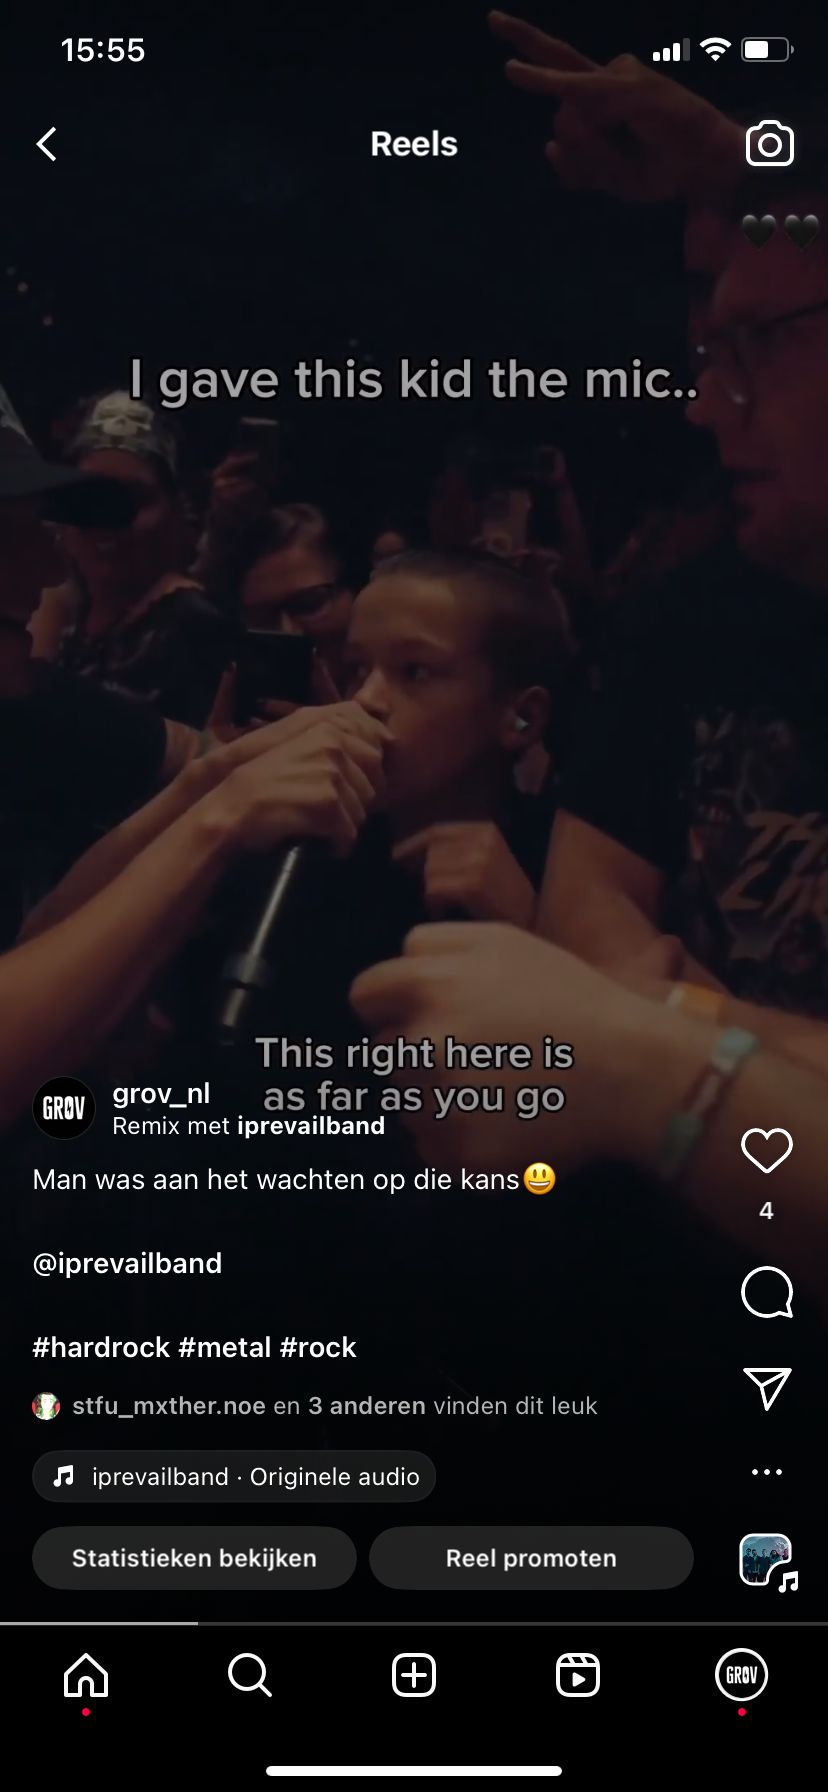 15:55
Reels
🖤🖤
I gave this kid the mic..
This right here is
as far as you go
GRØV
grov_nl
Remix met iprevailband
Man was aan het wachten op die kans😃
@iprevailband
#hardrock #metal #rock
4
stfu_mxther.noe en 3 anderen vinden dit leuk
iprevailband · Originele audio
Statistieken bekijken
Reel promoten
GRØV